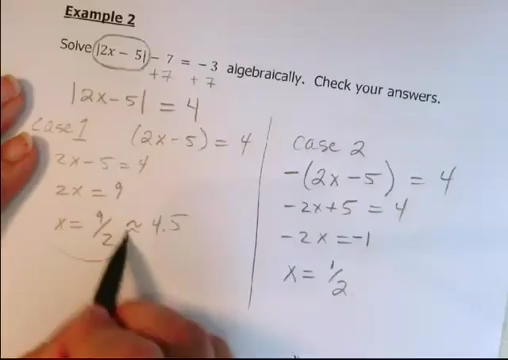 Example 2
Solve |2x – 5| – 7 = – 3 algebraically. Check your answers.
+7 +7
|2x-5| = 4
Case 1 (2x-5) = 4
2x-5=4
2x = 9
x= 9/2 ≈ 4.5
Case 2
-(2x-5) = 4
-2x+5 = 4
-2x =-1
x= 1/2